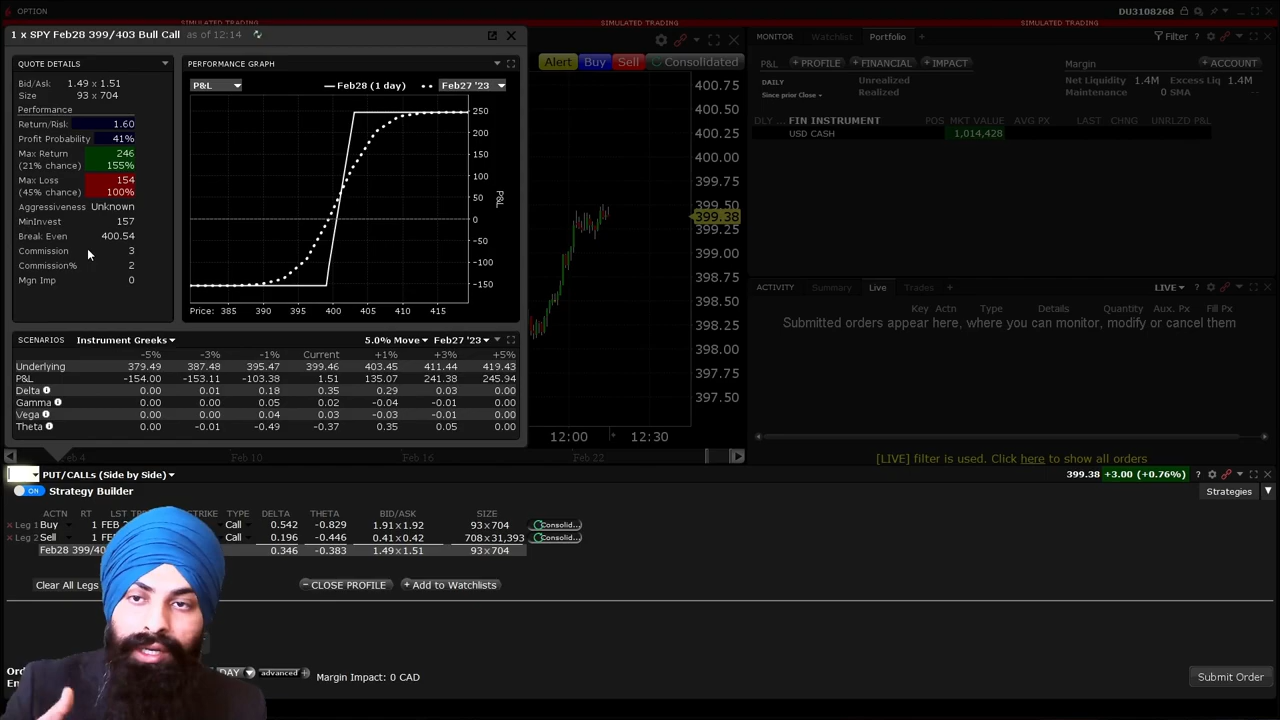 OPTION
DU3108268
SIMULATED TRADING
SIMULATED TRADING
SIMULATED TRADING
1 x SPY Feb28 399/403 Bull Call as of 12:14
QUOTE DETAILS
Bid/Ask: 1.49 x 1.51
Size 93 x 704
Performance
Return/Risk: 1.60
Profit Probability 41%
Max Return 246
(21% chance) 155%
Max Loss 154
(45% chance) 100%
Aggressiveness Unknown
MinInvest 157
Break Even 400.54
Commission 3
Commission% 2
Mgn Imp 0
PERFORMANCE GRAPH
P&L
Feb28 (1 day)
Feb27 '23
250
200
150
100
50
0
-50
-100
-150
P&L
Price: 385 390 395 400 405 410 415
SCENARIOS Instrument Greeks 5.0% Move Feb27 '23
-5% -3% -1% Current +1% +3% +5%
Underlying 379.49 387.48 395.47 399.46 403.45 411.44 419.43
P&L -154.00 -153.11 -103.38 1.51 135.07 241.38 245.94
Delta 0.00 0.01 0.18 0.35 0.29 0.03 0.00
Gamma 0.00 0.00 0.05 0.02 -0.04 -0.01 0.00
Vega 0.00 0.00 0.04 0.03 -0.03 -0.01 0.00
Theta 0.00 -0.01 -0.49 -0.37 0.35 0.05 0.00
Alert Buy Sell Consolidated
400.75
400.50
400.25
400.00
399.75
399.50
399.38
399.25
399.00
398.75
398.50
398.25
398.00
397.75
397.50
12:00 12:30
Feb 10 Feb 16 Feb 22
MONITOR Watchlist Portfolio +
Filter
P&L + PROFILE + FINANCIAL + IMPACT Margin + ACCOUNT
DAILY Unrealized Net Liquidity 1.4M Excess Liq 1.4M
Since prior Close Realized Maintenance 0 SMA
DLY ... FIN INSTRUMENT POS MKT VALUE AVG PX LAST CHNG UNRLZD P&L
USD CASH 1,014,428
ACTIVITY Summary Live Trades + LIVE
Key Actn Type Details Quantity Aux. Px Fill Px
Submitted orders appear here, where you can monitor, modify or cancel them
[LIVE] filter is used. Click here to show all orders
PUT/CALLs (Side by Side)
399.38 +3.00 (+0.76%)
ON Strategy Builder
Strategies
ACTN RT LST TR STRIKE TYPE DELTA THETA BID/ASK SIZE
Leg 1 Buy 1 FEB Call 0.542 -0.829 1.91 x 1.92 93 x 704 Consolid...
Leg 2 Sell 1 FEB Call 0.196 -0.446 0.41 x 0.42 708 x 31,393 Consolid...
Feb28 399/403 0.346 -0.383 1.49 x 1.51 93 x 704
Clear All Legs
− CLOSE PROFILE
+ Add to Watchlists
DAY advanced + Margin Impact: 0 CAD
Submit Order